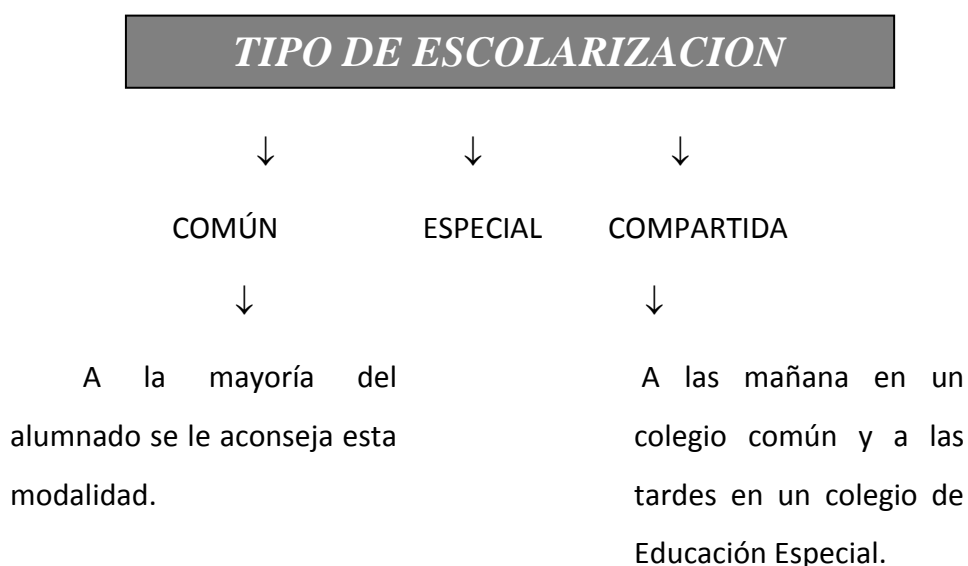 TIPO DE ESCOLARIZACION
↓ ↓ ↓
COMÚN ESPECIAL COMPARTIDA
↓ ↓
A la mayoría del
alumnado se le aconseja esta
modalidad.
A las mañana en un
colegio común y a las
tardes en un colegio de
Educación Especial.